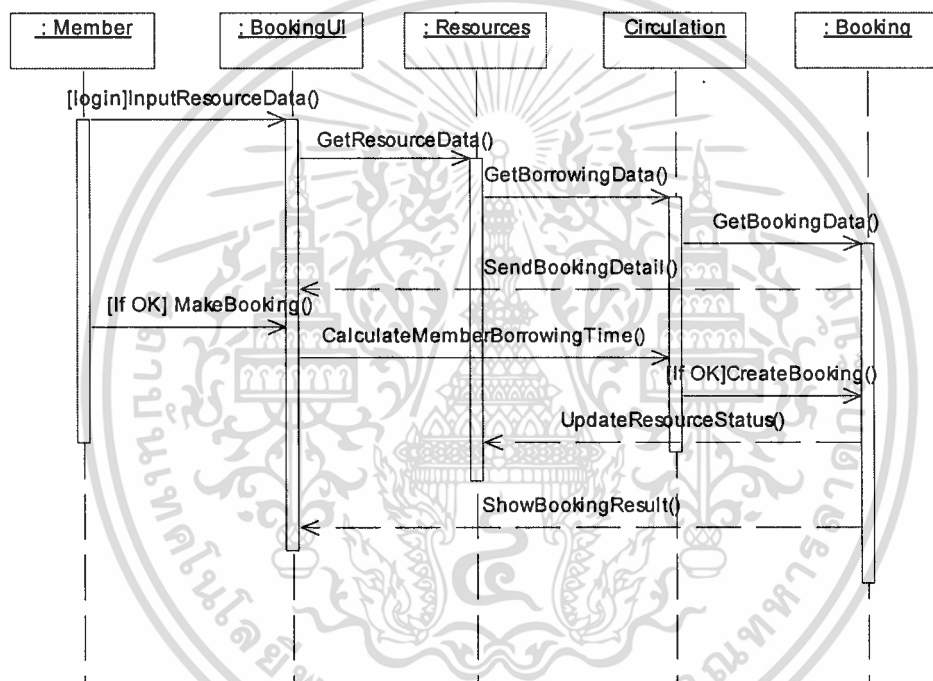 : Member
: BookingUI
: Resources
Circulation
: Booking
[login]InputResourceData()
GetResourceData()
GetBorrowingData()
GetBookingData()
SendBookingDetail()
[If OK] MakeBooking()
CalculateMemberBorrowingTime()
[If OK]CreateBooking()
UpdateResourceStatus()
ShowBookingResult()